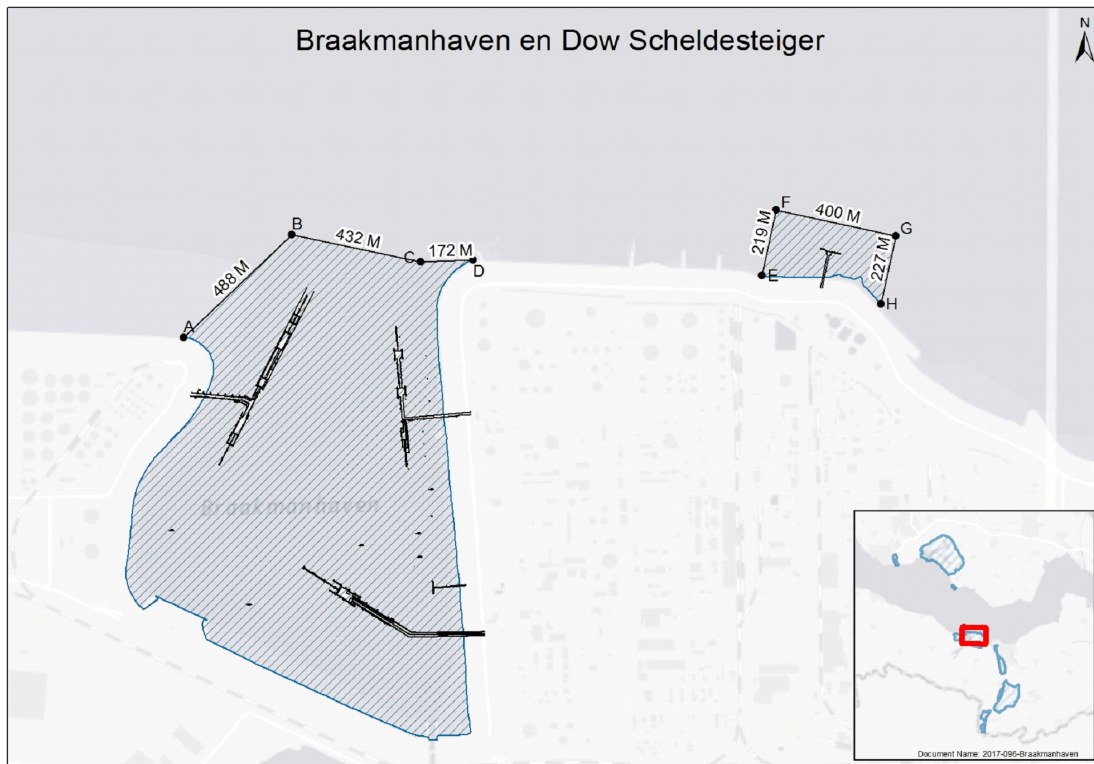 Braakmanhaven en Dow Scheldesteiger
N
F
400 M
G
B
219 M
227 M
432 M
C
172 M
D
E
488 M
H
A
Braakmanhaven
Document Name: 2017-096-Braakmanhaven